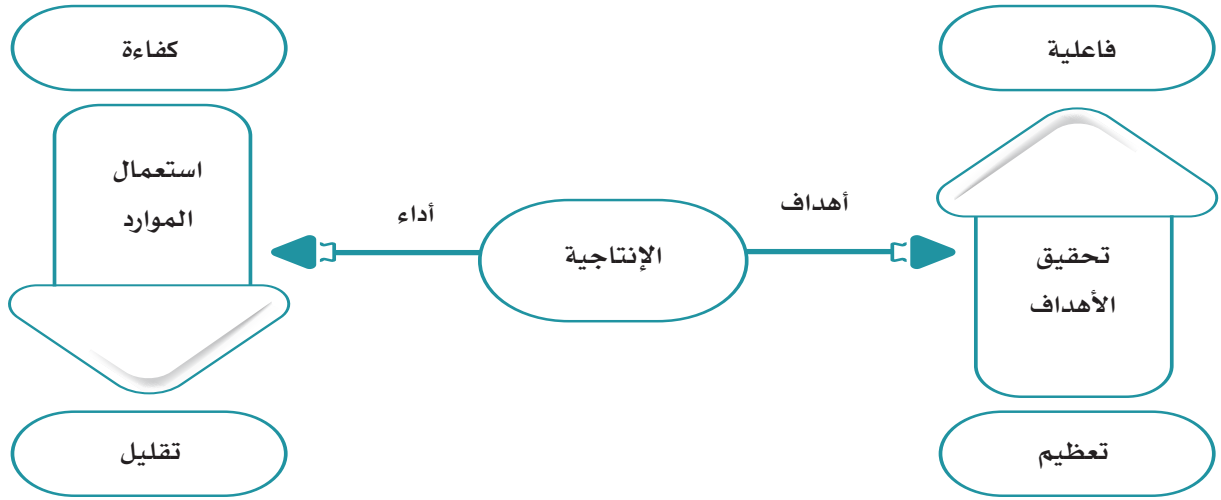 فاعلية
كفاءة
تحقيق
الأهداف
أهداف
الإنتاجية
أداء
استعمال
الموارد
تعظيم
تقليل